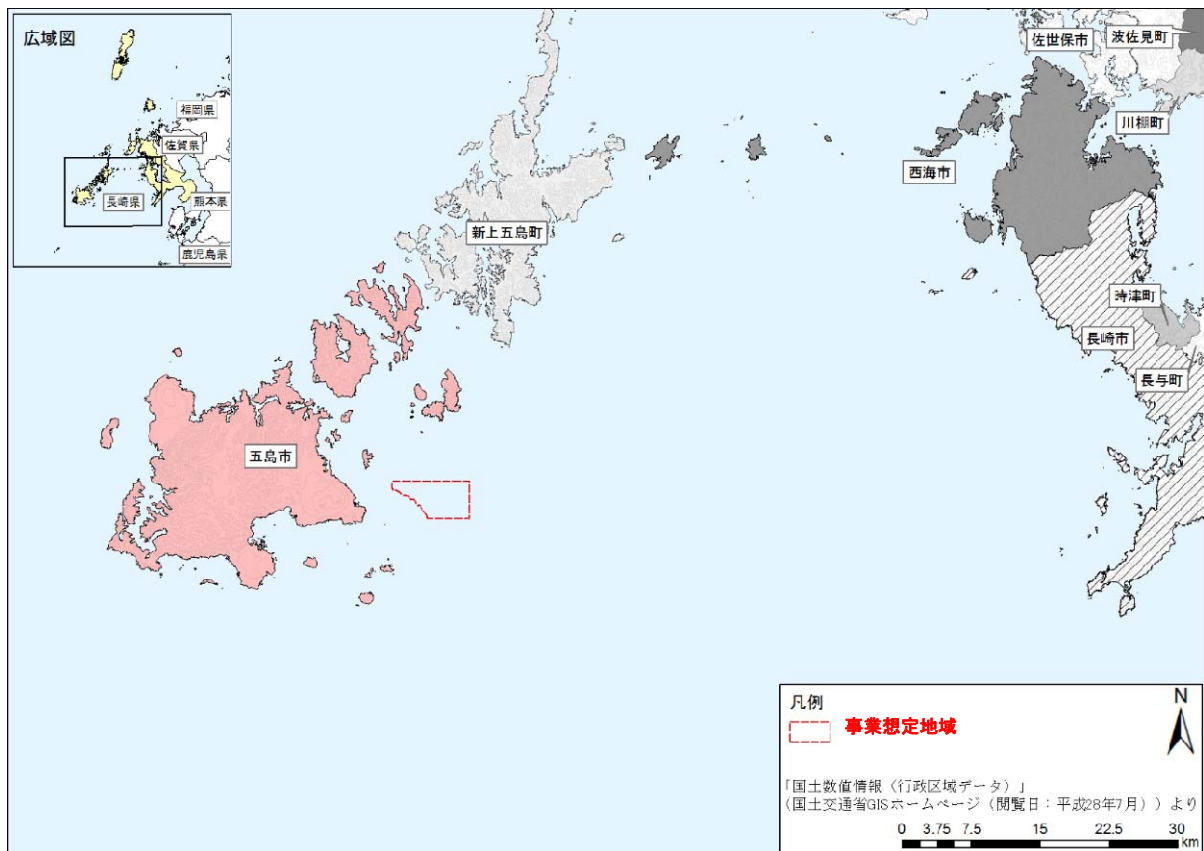 広域図
福岡県
佐賀県
長崎県
熊本県
鹿児島県
佐世保市
波佐見町
川棚町
西海市
新上五島町
時津町
長崎市
長与町
五島市
凡例
事業想定地域
N
「国土数値情報（行政区域データ）」
（国土交通省GISホームページ（閲覧日：平成28年7月））より
0 3.75 7.5 15 22.5 30
km